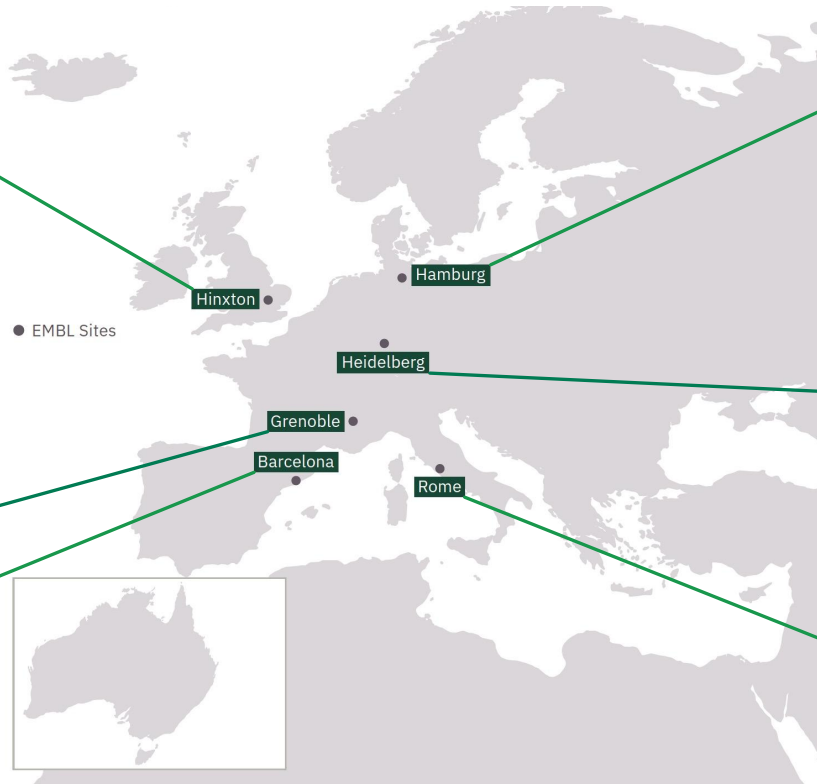 Hamburg
Hinxton
EMBL Sites
Heidelberg
Grenoble
Barcelona
Rome